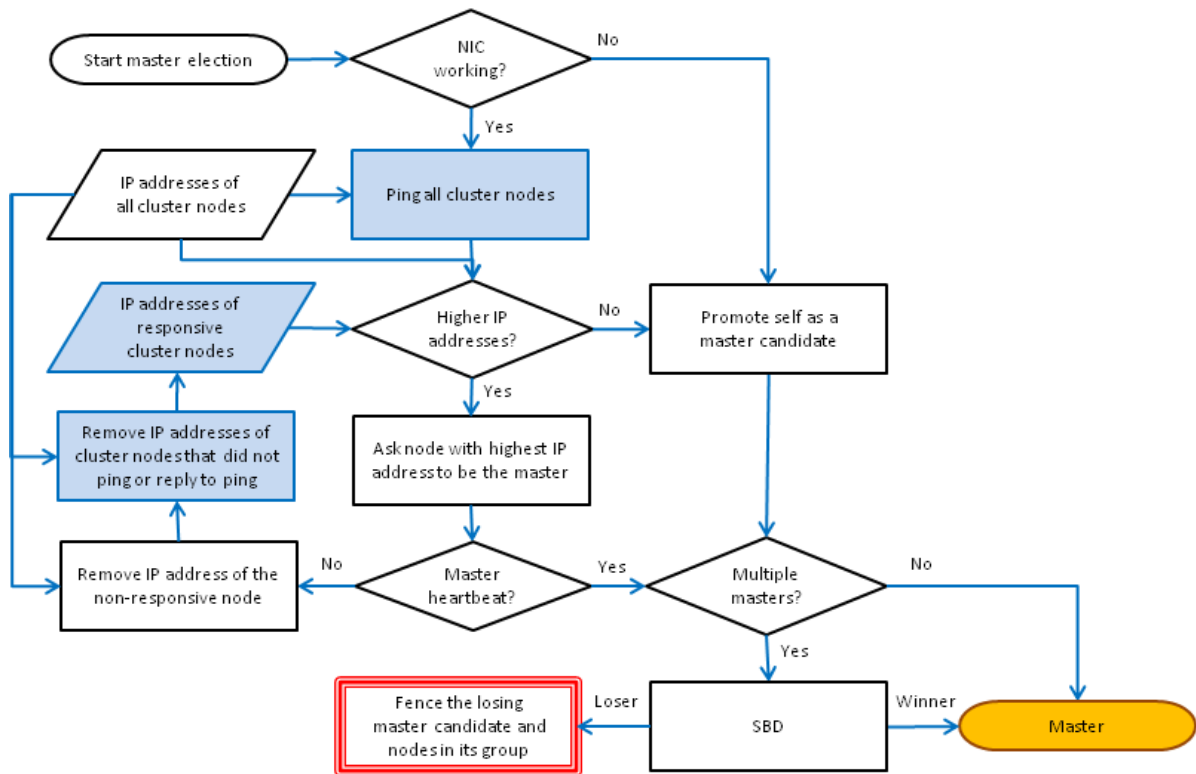 Start master election
NIC
working?
No
Yes
IP addresses of
all cluster nodes
Ping all cluster nodes
IP addresses of
responsive
cluster nodes
Higher IP
addresses?
No
Promote self as a
master candidate
Yes
Remove IP addresses of
cluster nodes that did not
ping or reply to ping
Ask node with highest IP
address to be the master
Remove IP address of the
non-responsive node
No
Master
heartbeat?
Yes
Multiple
masters?
No
Yes
Fence the losing
master candidate and
nodes in its group
Loser
SBD
Winner
Master